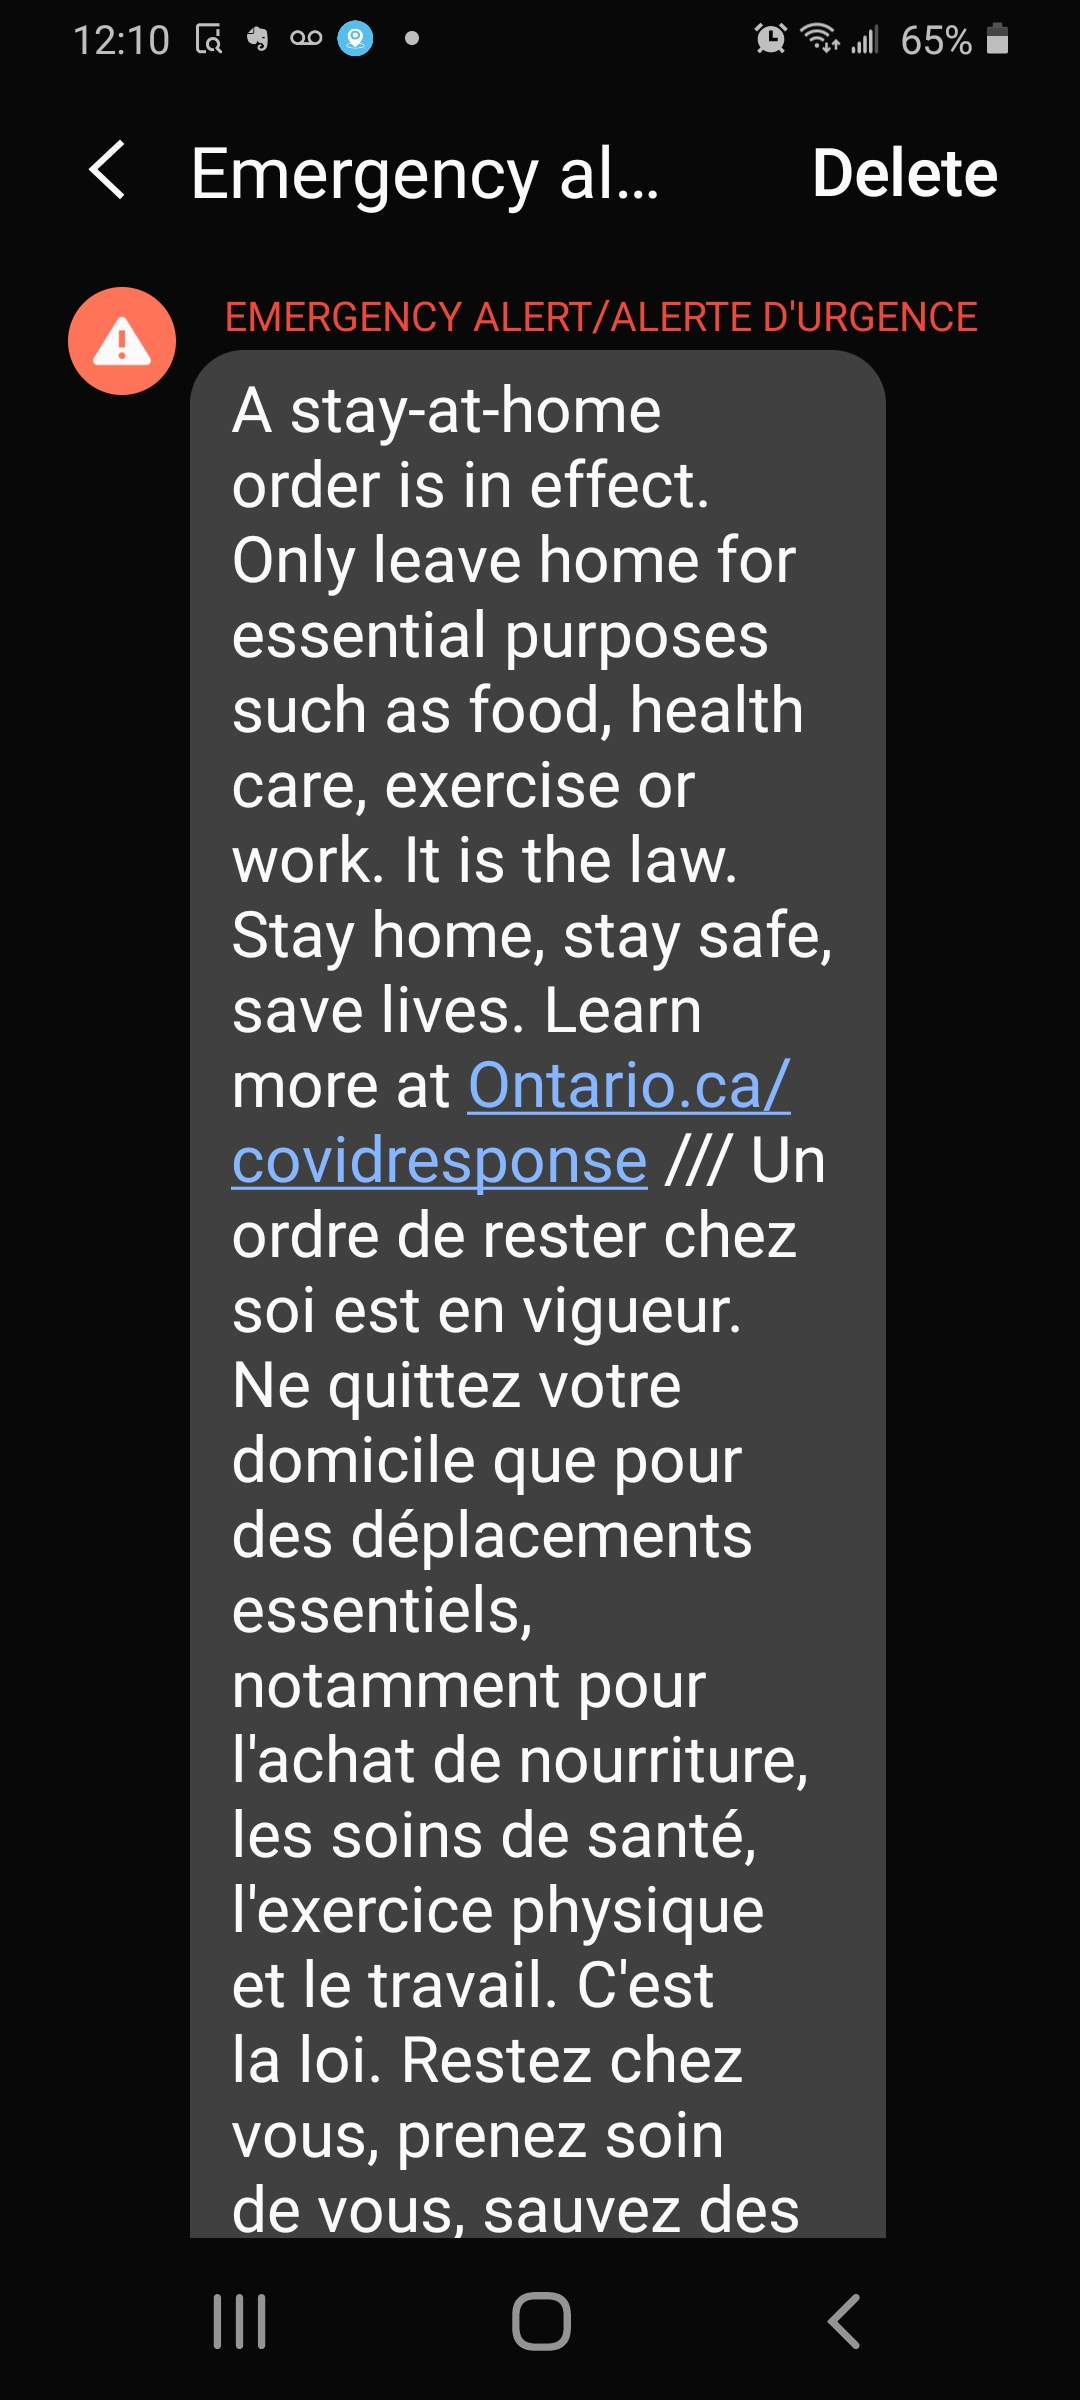 12:10
65%
Emergency al...
Delete
EMERGENCY ALERT/ALERTE D'URGENCE
A stay-at-home
order is in effect.
Only leave home for
essential purposes
such as food, health
care, exercise or
work. It is the law.
Stay home, stay safe,
save lives. Learn
more at Ontario.ca/
covidresponse /// Un
ordre de rester chez
soi est en vigueur.
Ne quittez votre
domicile que pour
des déplacements
essentiels,
notamment pour
l'achat de nourriture,
les soins de santé,
l'exercice physique
et le travail. C'est
la loi. Restez chez
vous, prenez soin
de vous, sauvez des